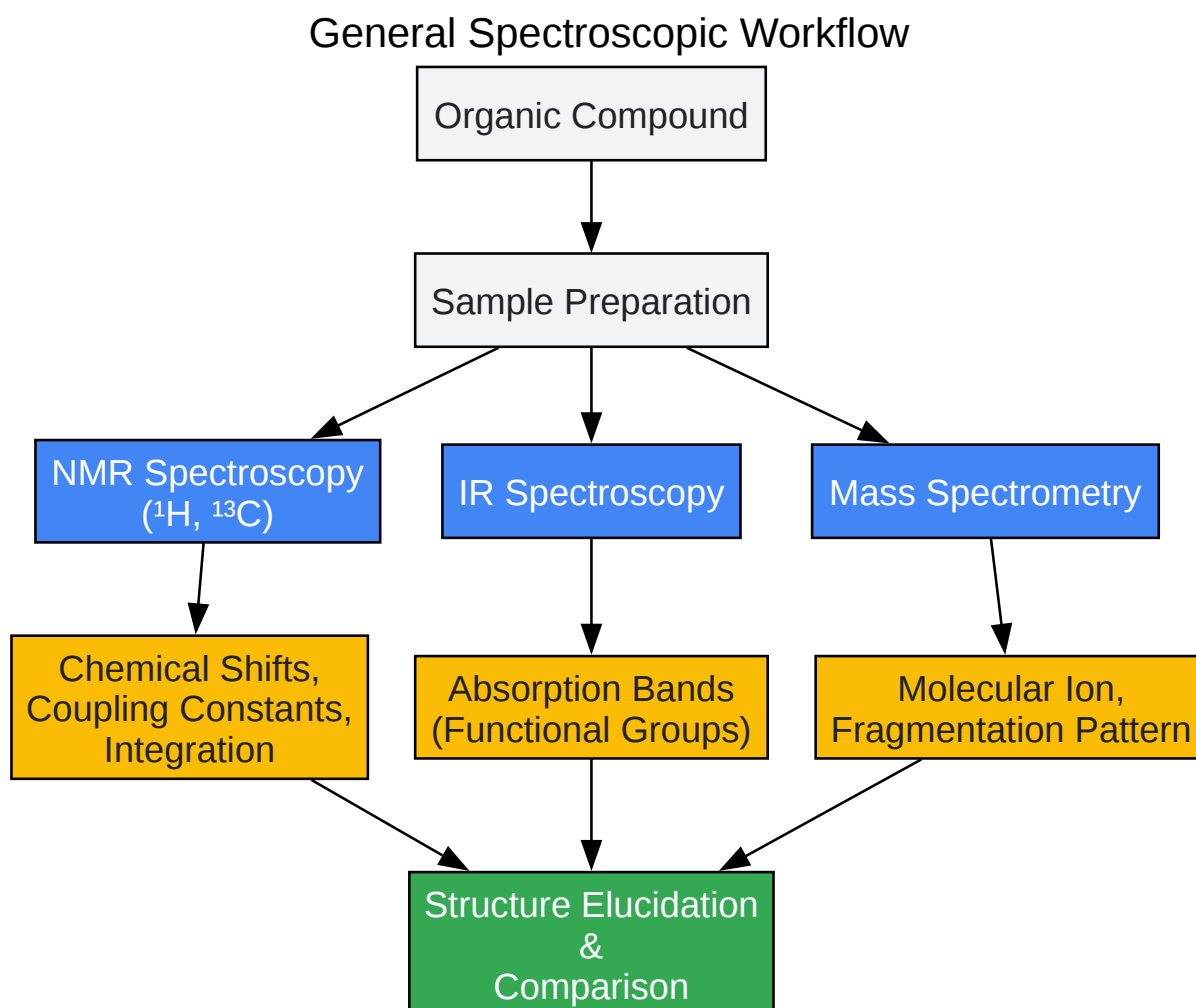 General Spectroscopic Workflow
Organic Compound
Sample Preparation
NMR Spectroscopy
(¹H, ¹³C)
IR Spectroscopy
Mass Spectrometry
Chemical Shifts,
Coupling Constants,
Integration
Absorption Bands
(Functional Groups)
Molecular Ion,
Fragmentation Pattern
Structure Elucidation
&
Comparison